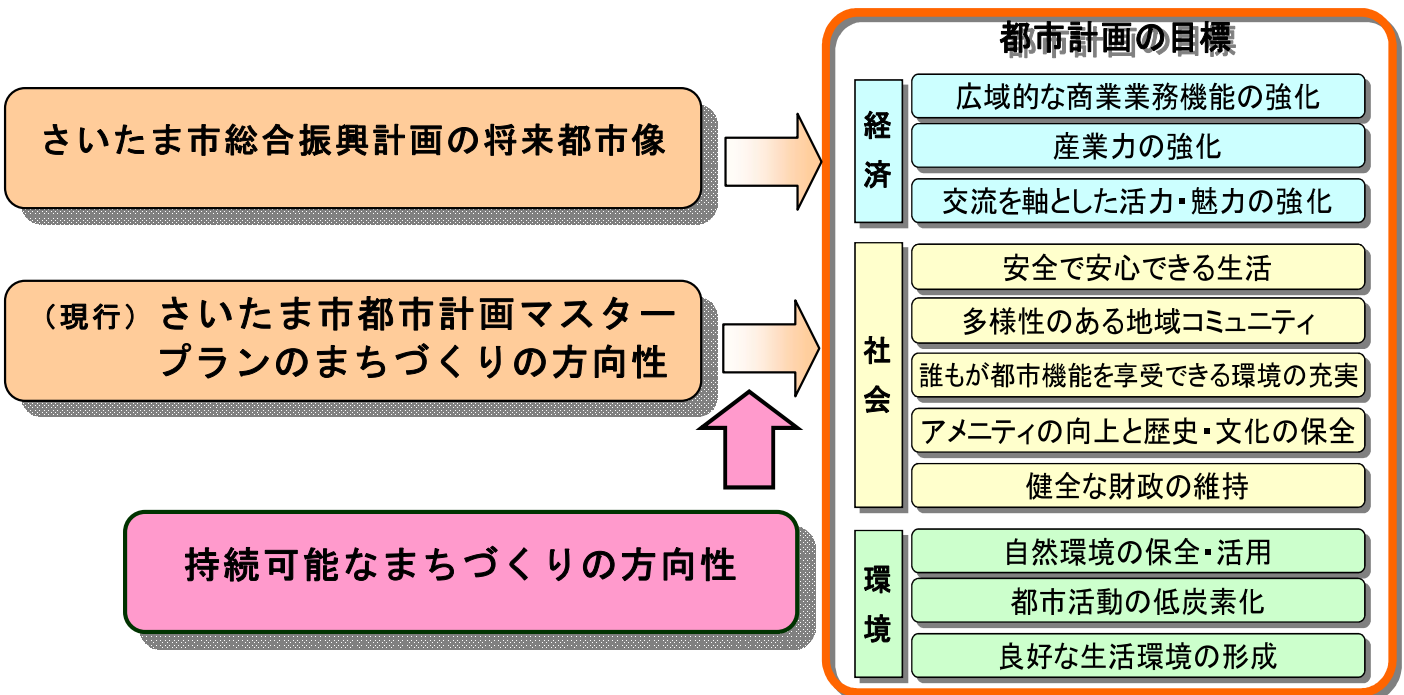 さいたま市総合振興計画の将来都市像
（現行）さいたま市都市計画マスター
プランのまちづくりの方向性
持続可能なまちづくりの方向性
都市計画の目標
経済
広域的な商業業務機能の強化
産業力の強化
交流を軸とした活力・魅力の強化
社会
安全で安心できる生活
多様性のある地域コミュニティ
誰もが都市機能を享受できる環境の充実
アメニティの向上と歴史・文化の保全
健全な財政の維持
環境
自然環境の保全・活用
都市活動の低炭素化
良好な生活環境の形成